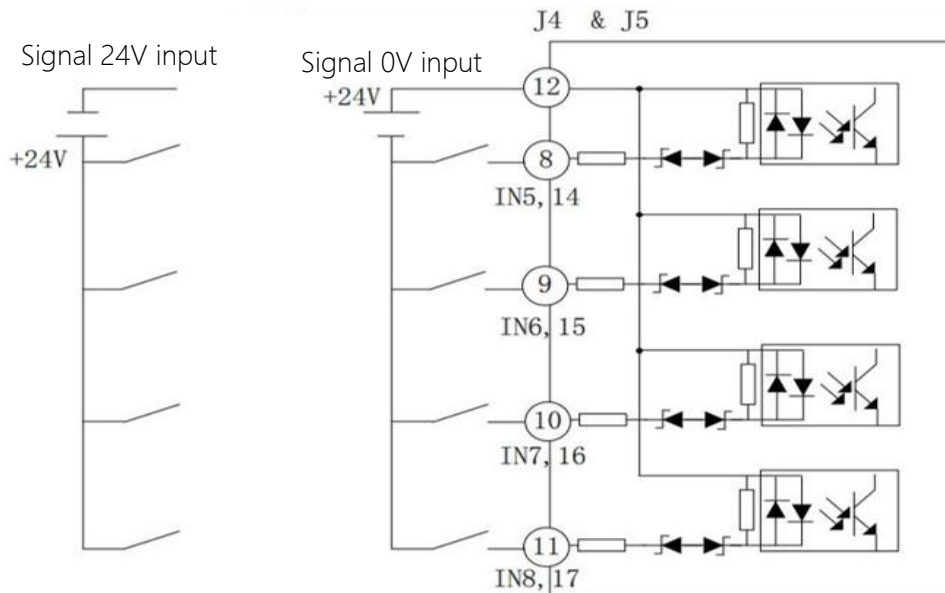 J4 & J5
Signal 24V input
Signal 0V input
+24V
12
+24V
8
IN5, 14
9
IN6, 15
10
IN7, 16
11
IN8, 17